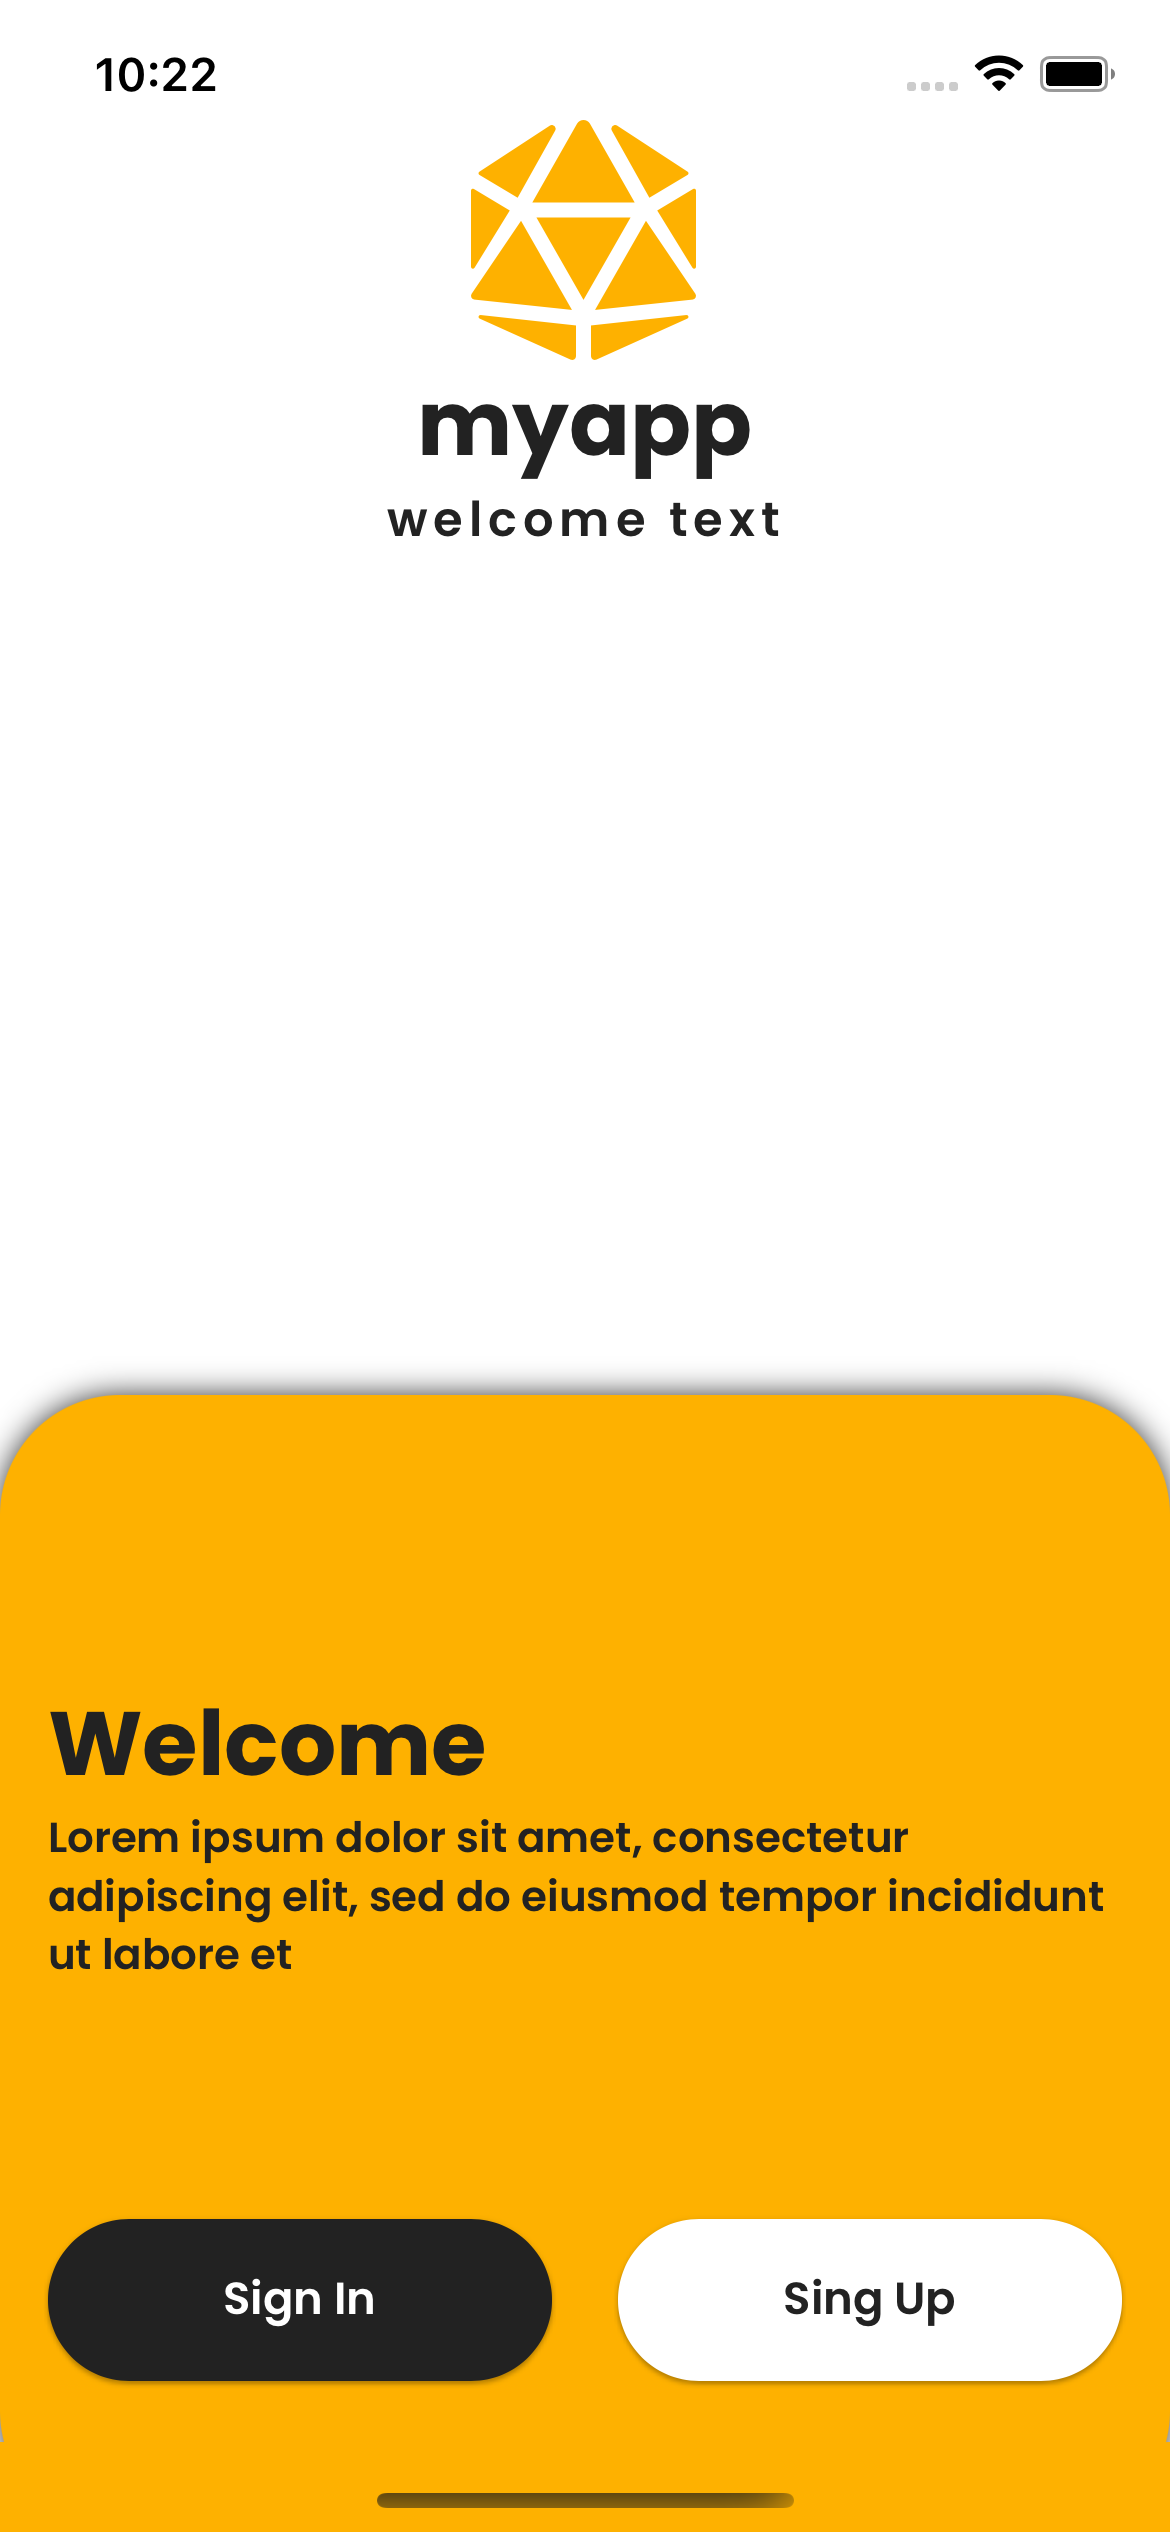 10:22
myapp
welcome text
Welcome
Lorem ipsum dolor sit amet, consectetur
adipiscing elit, sed do eiusmod tempor incididunt
ut labore et
Sign In
Sing Up